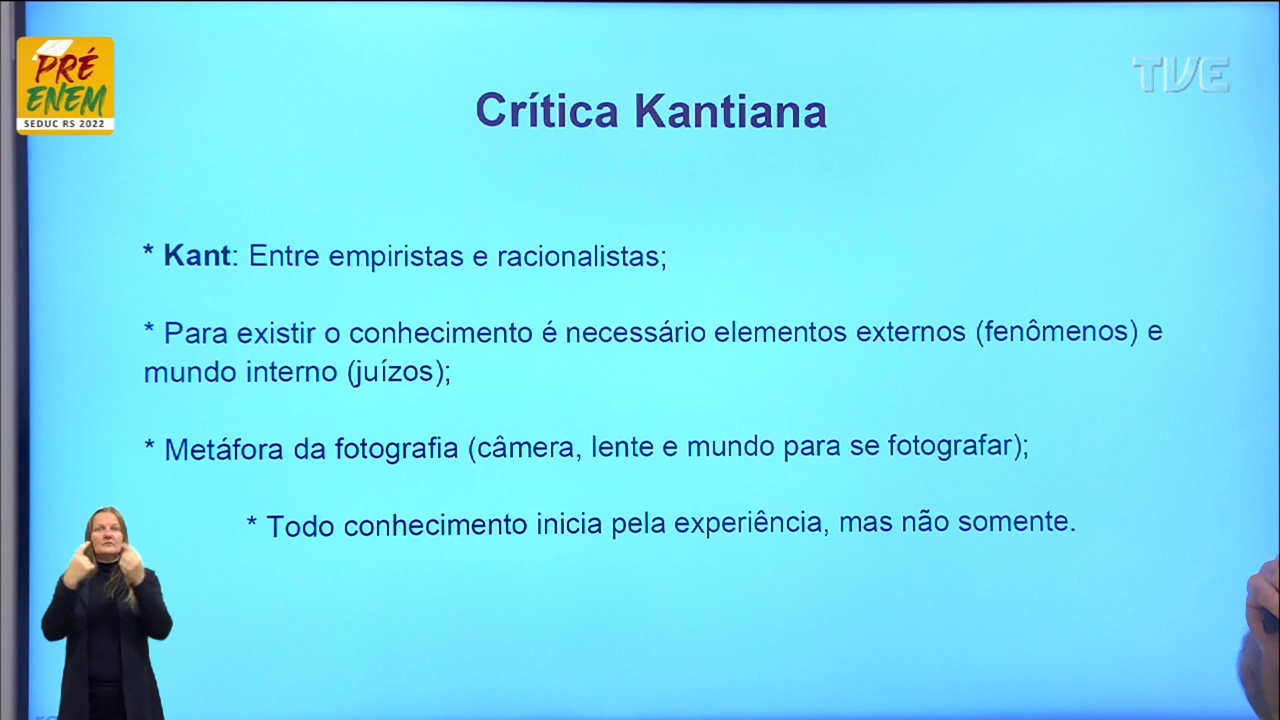 PRÉ
ENEM
SEDUC RS 2022
TVE
Crítica Kantiana
* Kant: Entre empiristas e racionalistas;
* Para existir o conhecimento é necessário elementos externos (fenômenos) e
mundo interno (juízos);
* Metáfora da fotografia (câmera, lente e mundo para se fotografar);
* Todo conhecimento inicia pela experiência, mas não somente.